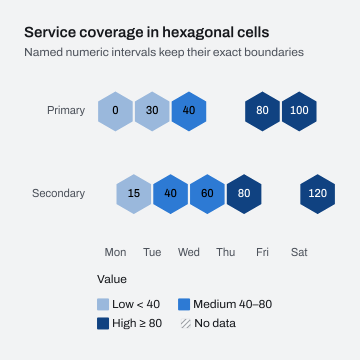 Service coverage in hexagonal cells
Named numeric intervals keep their exact boundaries
Primary 0 30 40 80 100
Secondary 15 40 60 80 120
Mon Tue Wed Thu Fri Sat
Value
Low < 40 Medium 40–80
High ≥ 80 No data